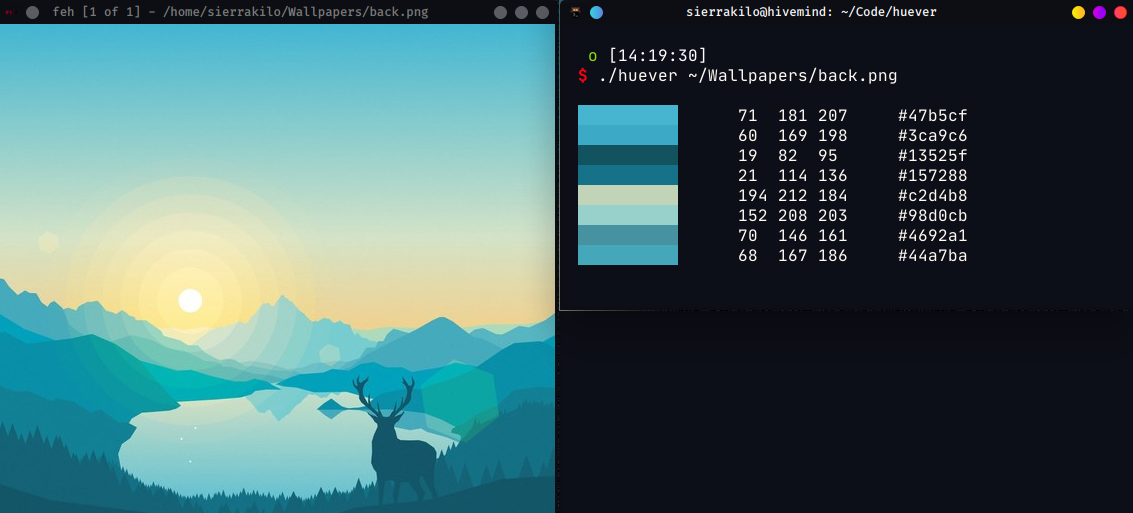 feh [1 of 1] – /home/sierrakilo/Wallpapers/back.png
sierrakilo@hivemind: ~/Code/huever
o [14:19:30]
$ ./huever ~/Wallpapers/back.png
71 181 207 #47b5cf
60 169 198 #3ca9c6
19 82 95 #13525f
21 114 136 #157288
194 212 184 #c2d4b8
152 208 203 #98d0cb
70 146 161 #4692a1
68 167 186 #44a7ba